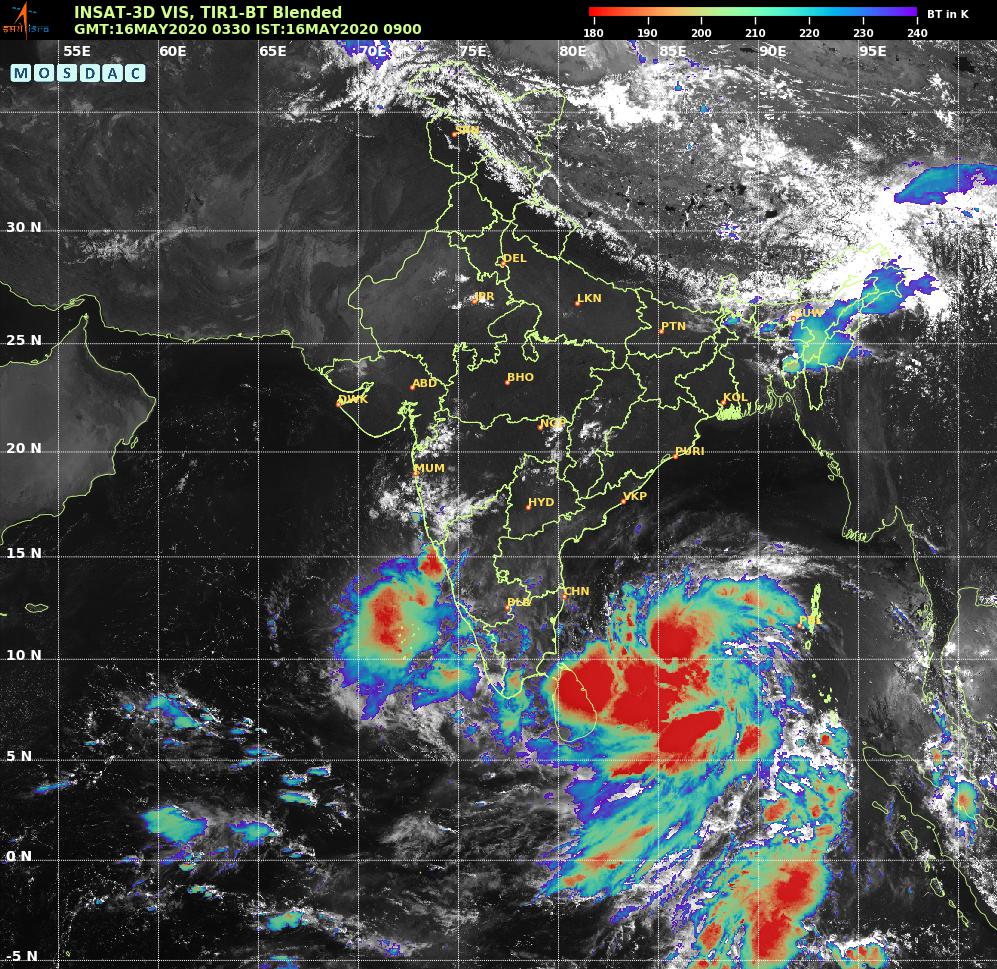 INSAT-3D VIS, TIR1-BT Blended
GMT:16MAY2020 0330 IST:16MAY2020 0900
BT in K
180 190 200 210 220 230 240
55E 60E 65E 70E 75E 80E 85E 90E 95E
MOSDAC
SRN
30 N
DEL
JPR
LKN
GUW
PTN
25 N
ABD
BHO
DWK
KOL
NGP
20 N
PURI
MUM
HYD
VKP
15 N
BLR
CHN
PBL
10 N
5 N
0 N
-5 N